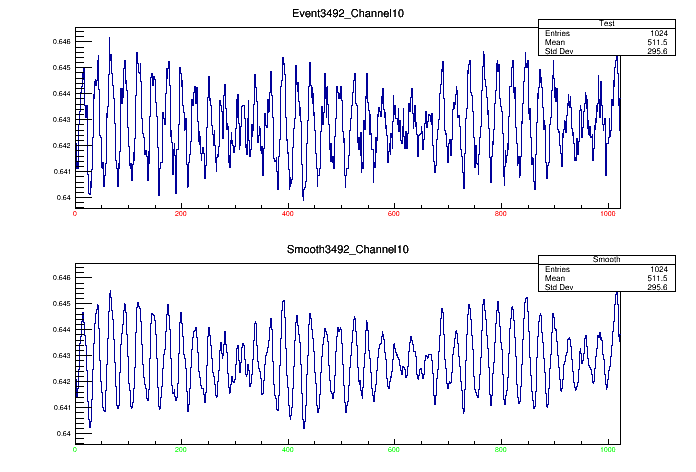 Event3492_Channel10
Test
Entries 1024
Mean 511.5
Std Dev 295.6
0.646
0.645
0.644
0.643
0.642
0.641
0.64
0 200 400 600 800 1000
Smooth3492_Channel10
Smooth
Entries 1024
Mean 511.5
Std Dev 295.6
0.646
0.645
0.644
0.643
0.642
0.641
0.64
0 200 400 600 800 1000